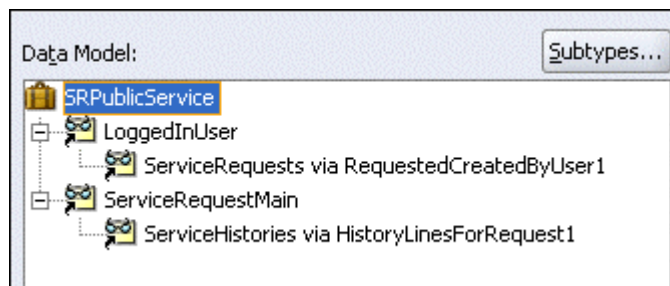 Data Model:
Subtypes...
SRPublicService
LoggedInUser
ServiceRequests via RequestedCreatedByUser1
ServiceRequestMain
ServiceHistories via HistoryLinesForRequest1